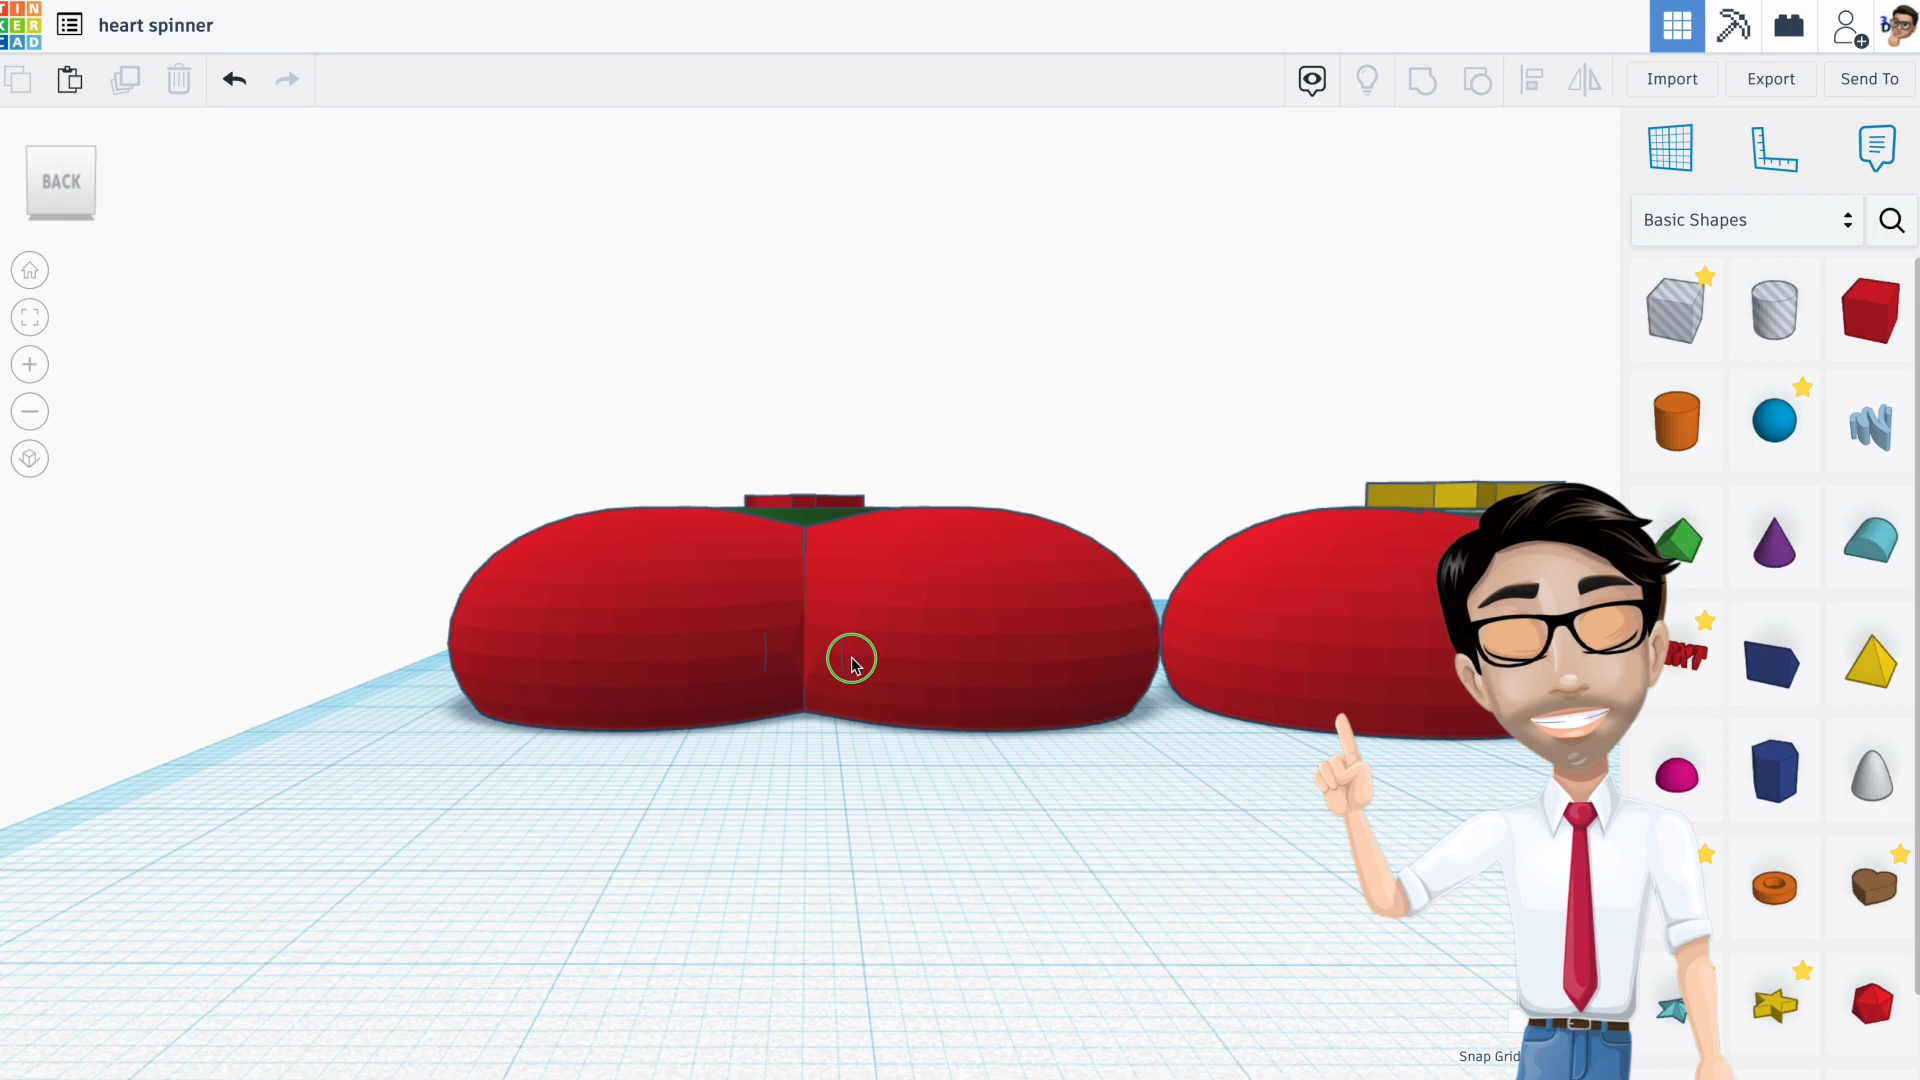 TIN
KER
CAD
heart spinner
Import
Export
Send To
BACK
Basic Shapes
Snap Grid